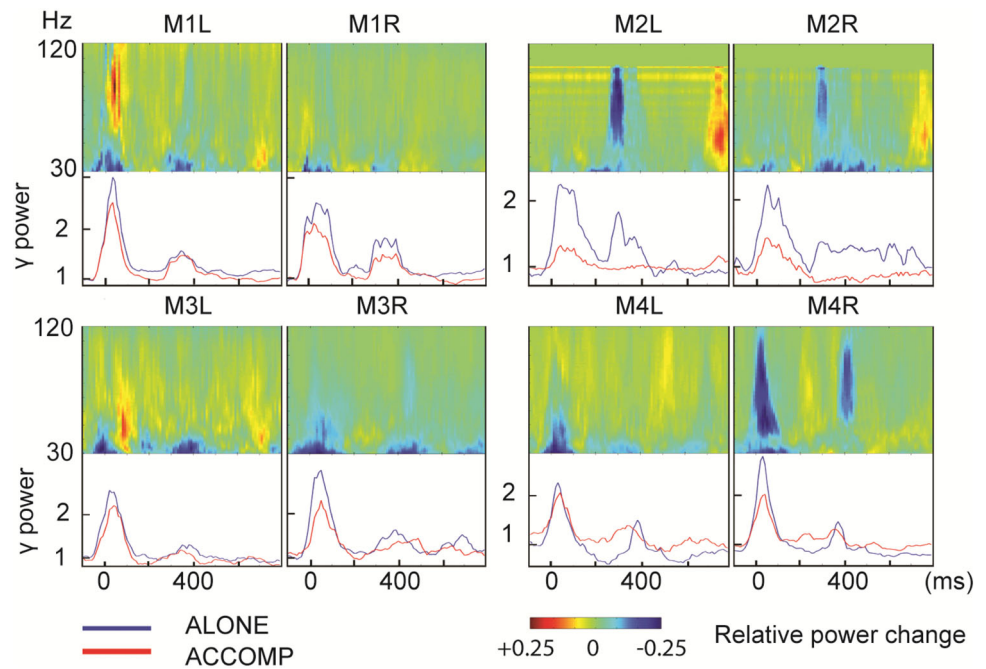 Hz M1L M1R M2L M2R
120
30
γ power
2 2
1 1
M3L M3R M4L M4R
120
30
γ power
2 2
1 1
0 400 0 400 0 400 0 400 (ms)
ALONE
ACCOMP
+0.25 0 -0.25
Relative power change